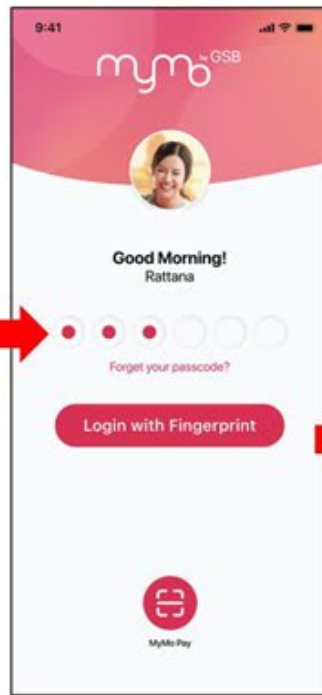 9:41
mymo by GSB
Good Morning!
Rattana
Forget your passcode?
Login with Fingerprint
MyMo Pay